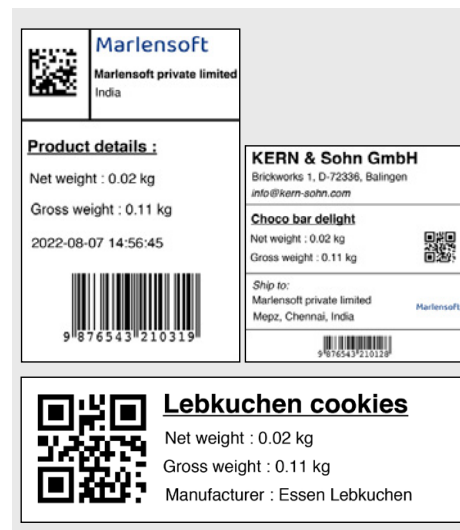 Marlensoft
Marlensoft private limited
India
Product details :
Net weight : 0.02 kg
Gross weight : 0.11 kg
2022-08-07 14:56:45
9 876543 210319
KERN & Sohn GmbH
Brickworks 1, D-72336, Balingen
info@kern-sohn.com
Choco bar delight
Net weight : 0.02 kg
Gross weight : 0.11 kg
Ship to:
Marlensoft private limited
Mepz, Chennai, India
Marlensoft
9 876543 210128
Lebkuchen cookies
Net weight : 0.02 kg
Gross weight : 0.11 kg
Manufacturer : Essen Lebkuchen